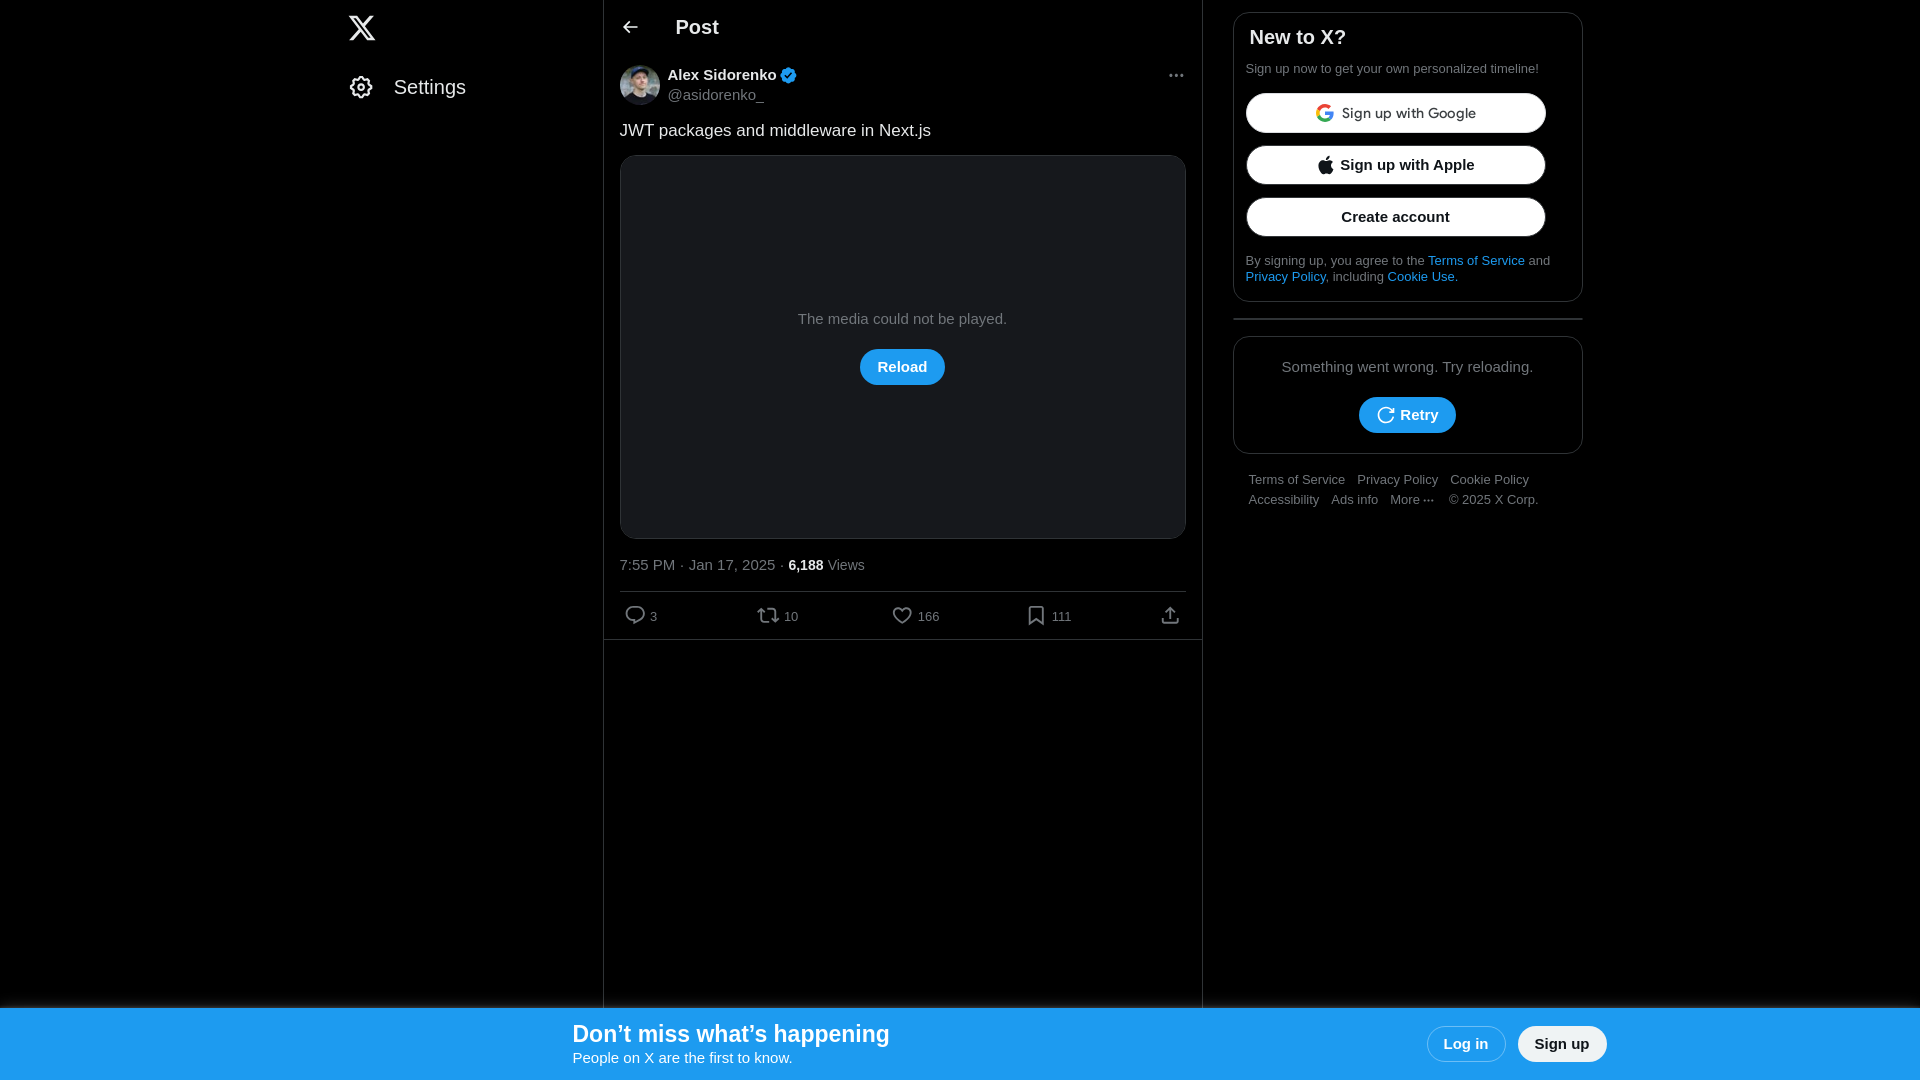 Settings
Post
Alex Sidorenko
@asidorenko_
JWT packages and middleware in Next.js
The media could not be played.
Reload
7:55 PM · Jan 17, 2025 · 6,188 Views
3 10 166 111
New to X?
Sign up now to get your own personalized timeline!
Sign up with Google
Sign up with Apple
Create account
By signing up, you agree to the Terms of Service and
Privacy Policy, including Cookie Use.
Something went wrong. Try reloading.
Retry
Terms of Service Privacy Policy Cookie Policy
Accessibility Ads info More ··· © 2025 X Corp.
Don’t miss what’s happening
People on X are the first to know.
Log in
Sign up